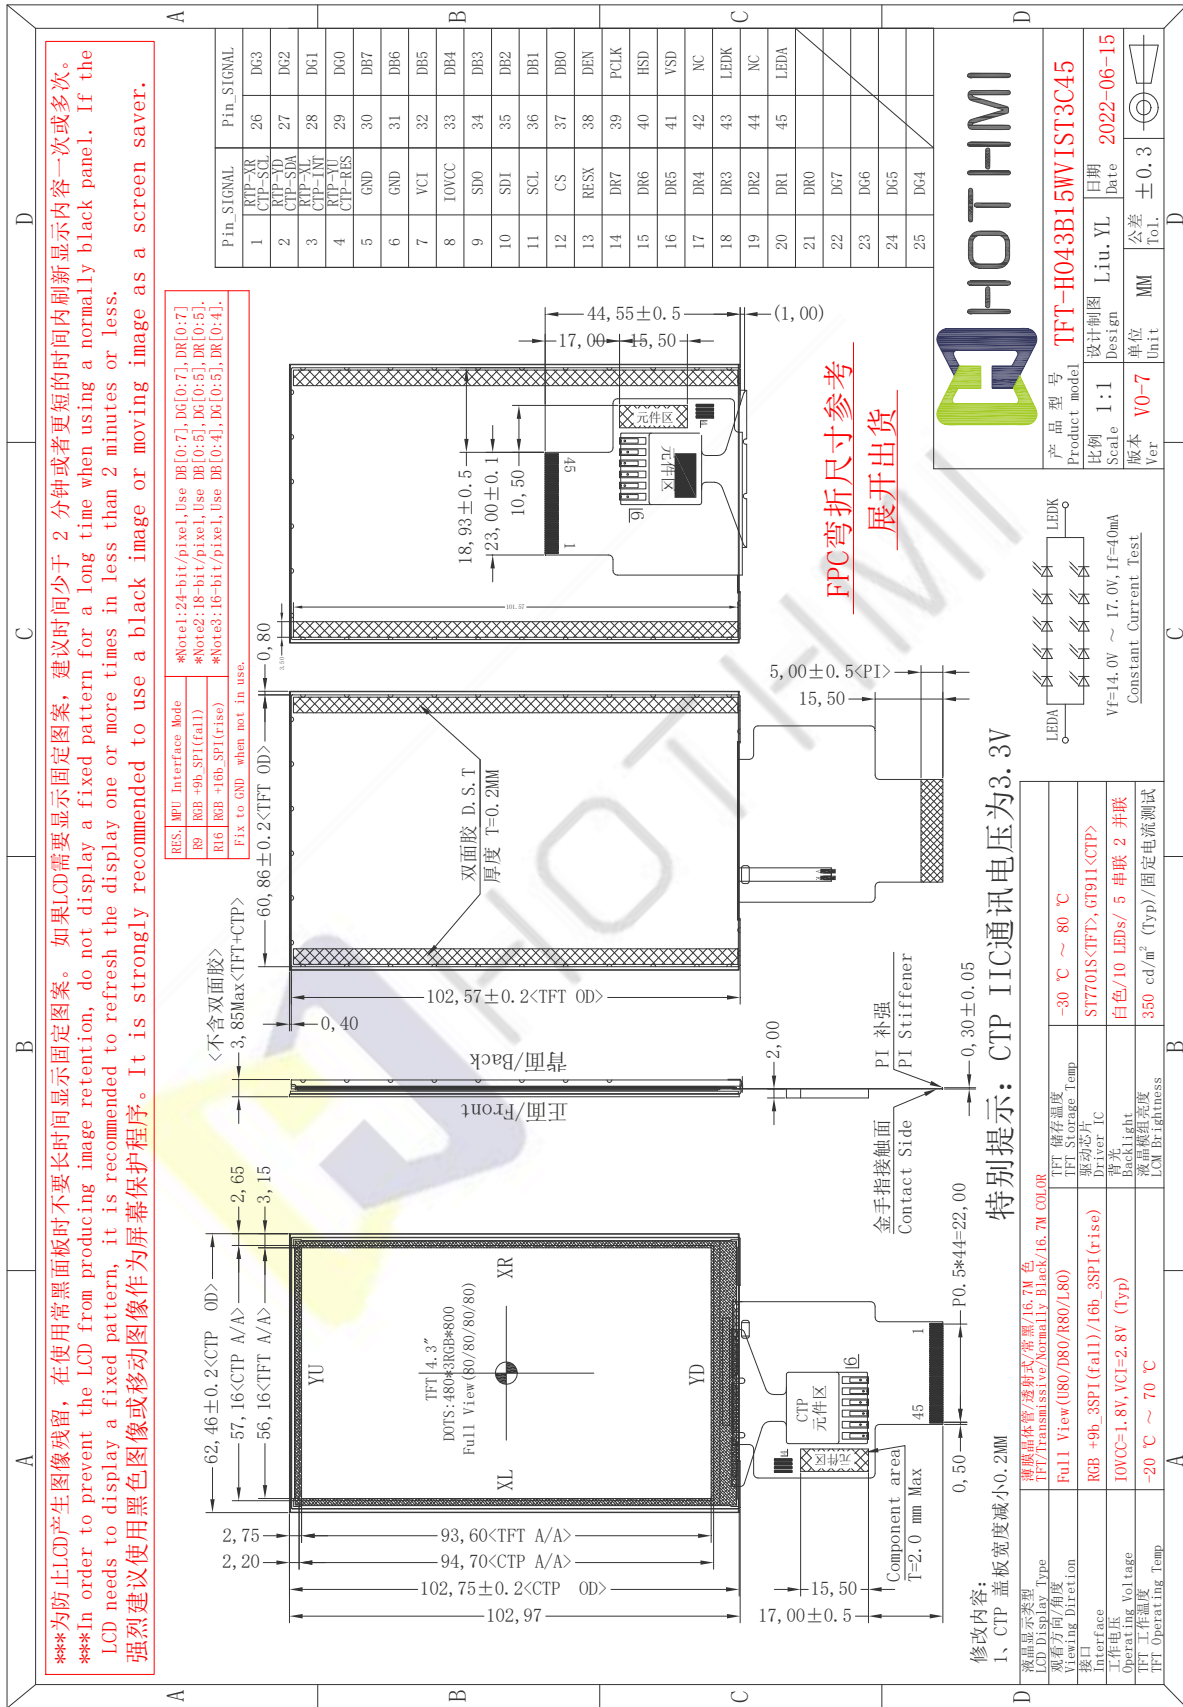 ***为防止LCD产生图像残留，在使用常黑面板时不要长时间显示固定图案。 如果LCD需要显示固定图案，建议时间少于 2 分钟或者更短的时间内刷新显示内容一次或多次。
***In order to prevent the LCD from producing image retention, do not display a fixed pattern for a long time when using a normally black panel. If the
LCD needs to display a fixed pattern, it is recommended to refresh the display one or more times in less than 2 minutes or less.
强烈建议使用黑色图像或移动图像作为屏幕保护程序。It is strongly recommended to use a black image or moving image as a screen saver.
RES. MPU Interface Mode
R9 RGB +9b_SPI(fall)
R16 RGB +16b_SPI(rise)
*Note1:24-bit/pixel,Use DB[0:7],DG[0:7],DR[0:7]
*Note2:18-bit/pixel,Use DB[0:5],DG[0:5],DR[0:5].
*Note3:16-bit/pixel,Use DB[0:4],DG[0:5],DR[0:4].
Fix to GND when not in use.
Pin_SIGNAL Pin_SIGNAL
1 RTP-XR CTP-SCL 26 DG3
2 RTP-YD CTP-SDA 27 DG2
3 RTP-XL CTP-INT 28 DG1
4 RTP-YU CTP-RES 29 DG0
5 GND 30 DB7
6 GND 31 DB6
7 VCI 32 DB5
8 IOVCC 33 DB4
9 SDO 34 DB3
10 SDI 35 DB2
11 SCL 36 DB1
12 CS 37 DB0
13 RESX 38 DEN
14 DR7 39 PCLK
15 DR6 40 HSD
16 DR5 41 VSD
17 DR4 42 NC
18 DR3 43 LEDK
19 DR2 44 NC
20 DR1 45 LEDA
21 DR0
22 DG7
23 DG6
24 DG5
25 DG4
62,46±0.2<CTP OD>
57,16<CTP A/A>
56,16<TFT A/A>
2,65
3,15
2,75
2,20
93,60<TFT A/A>
94,70<CTP A/A>
102,75±0.2<CTP OD>
102,97
YU
XL
XR
YD
TFT 4.3″
DOTS:480*3RGB*800
Full View(80/80/80/80)
CTP
元件区
元件区
6
45
1
Component area
T=2.0 mm Max
15,50
17,00±0.5
0,50
P0.5*44=22,00
<不含双面胶>
3,85Max<TFT+CTP>
正面/Front
背面/Back
2,00
金手指接触面
Contact Side
PI 补强
PI Stiffener
0,30±0.05
60,86±0.2<TFT OD>
0,80
0,40
102,57±0.2<TFT OD>
双面胶 D.S.T
厚度 T=0.2MM
5,00±0.5<PI>
15,50
3.50
101.57
18,93±0.5
23,00±0.1
10,50
44,55±0.5
17,00
15,50
(1,00)
1
45
元件区
元件区
6
FPC弯折尺寸参考
展开出货
特别提示：CTP IIC通讯电压为3.3V
修改内容：
1、CTP 盖板宽度减小0.2MM
LEDA
LEDK
Vf=14.0V ~ 17.0V,If=40mA
Constant Current Test
液晶显示类型
LCD Display Type
薄膜晶体管/透射式/常黑/16.7M 色
TFT/Transmissive/Normally Black/16.7M COLOR
观看方向/角度
Viewing Diretion
Full View(U80/D80/R80/L80)
接口
Interface
RGB +9b_3SPI(fall)/16b_3SPI(rise)
工作电压
Operating Voltage
IOVCC=1.8V,VCI=2.8V (Typ)
TFT 工作温度
TFT Operating Temp
-20 ℃ ~ 70 ℃
TFT 储存温度
TFT Storage Temp
-30 ℃ ~ 80 ℃
驱动芯片
Driver IC
ST7701S<TFT>,GT911<CTP>
背光
Backlight
白色/10 LEDs/ 5 串联 2 并联
液晶模组亮度
LCM Brightness
350 cd/m² (Typ)/固定电流测试
HOTHMI
产 品 型 号
Product model
TFT-H043B15WVIST3C45
比例
Scale
1:1
设计制图
Design
Liu.YL
日期
Date
2022-06-15
版本
Ver
V0-7
单位
Unit
MM
公差
Tol.
±0.3
A
B
C
D
A
B
C
D
A
B
C
D
A
B
C
D
HOTHMI